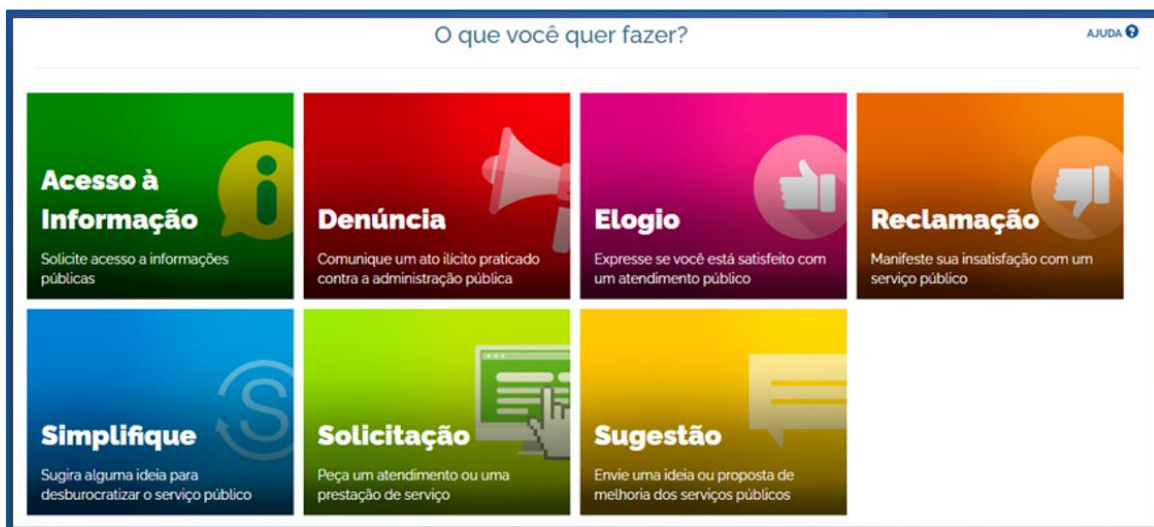 O que você quer fazer?
AJUDA ?
Acesso à
Informação
Solicite acesso a informações
públicas
Denúncia
Comunique um ato ilícito praticado
contra a administração pública
Elogio
Expresse se você está satisfeito com
um atendimento público
Reclamação
Manifeste sua insatisfação com um
serviço público
Simplifique
Sugira alguma ideia para
desburocratizar o serviço público
Solicitação
Peça um atendimento ou uma
prestação de serviço
Sugestão
Envie uma ideia ou proposta de
melhoria dos serviços públicos